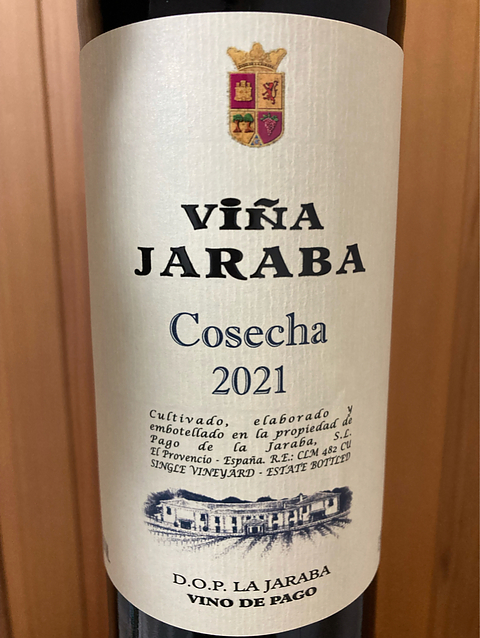 VIÑA
JARABA
Cosecha
2021
Cultivado, elaborado y
embotellado en la propiedad de
Pago de la Jaraba, S.L.
El Provencio - España. R.E.: CLM 482 CU
SINGLE VINEYARD - ESTATE BOTTLED
D.O.P. LA JARABA
VINO DE PAGO